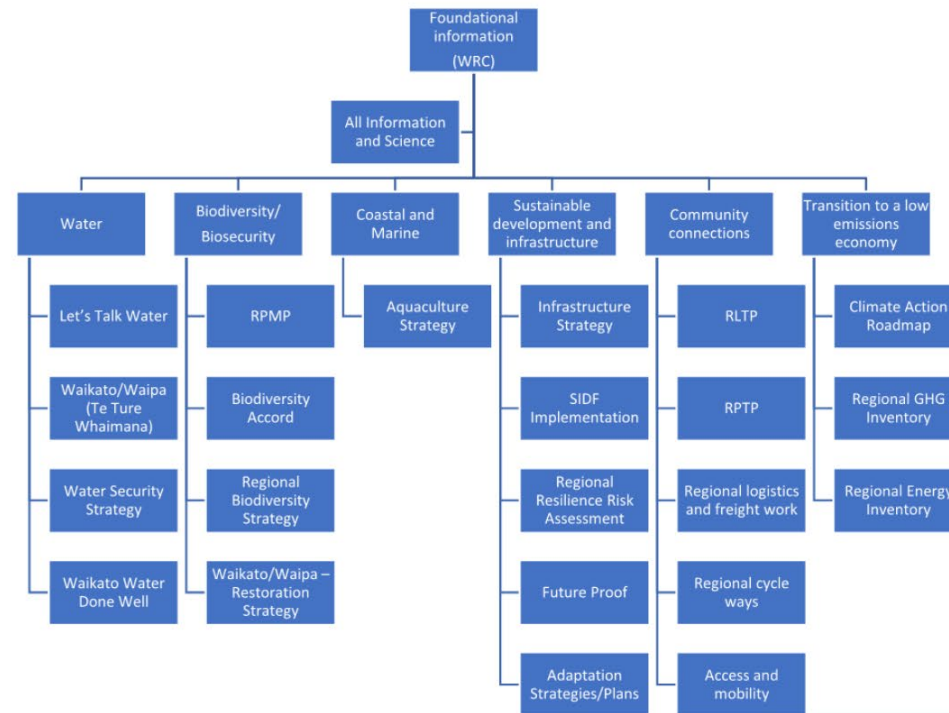 Foundational
information
(WRC)
All Information
and Science
Water
Biodiversity/
Biosecurity
Coastal and
Marine
Sustainable
development and
infrastructure
Community
connections
Transition to a low
emissions
economy
Let's Talk Water
Waikato/Waipa
(Te Ture
Whaimana)
Water Security
Strategy
Waikato Water
Done Well
RPMP
Biodiversity
Accord
Regional
Biodiversity
Strategy
Waikato/Waipa –
Restoration
Strategy
Aquaculture
Strategy
Infrastructure
Strategy
SIDF
Implementation
Regional
Resilience Risk
Assessment
Future Proof
Adaptation
Strategies/Plans
RLTP
RPTP
Regional logistics
and freight work
Regional cycle
ways
Access and
mobility
Climate Action
Roadmap
Regional GHG
Inventory
Regional Energy
Inventory